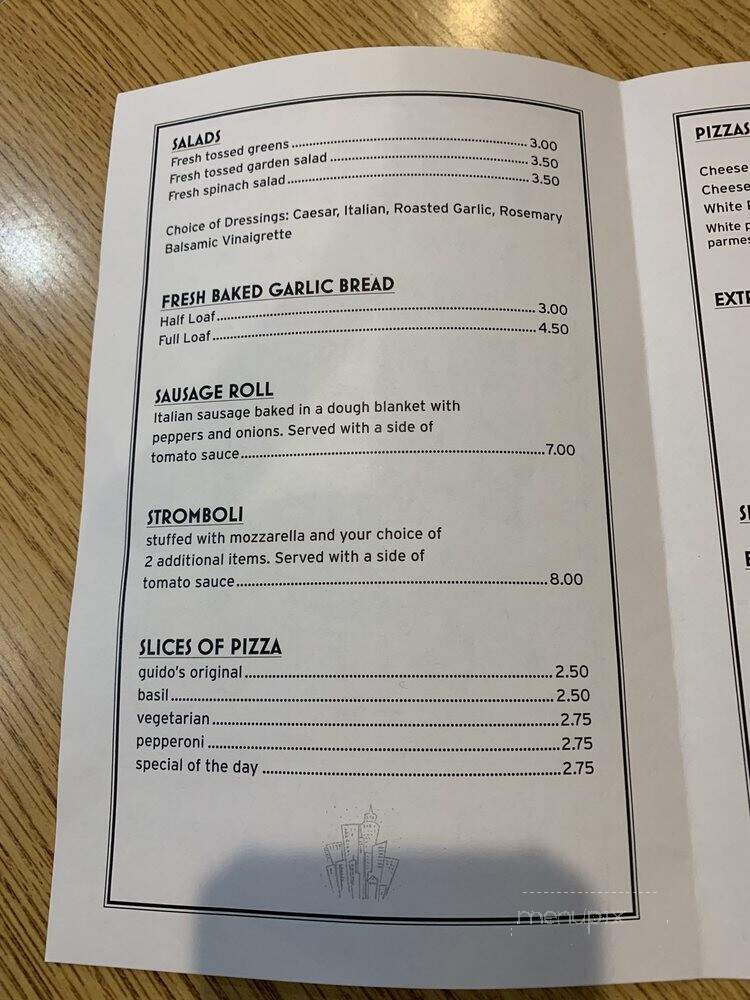 SALADS
Fresh tossed greens 3.00
Fresh tossed garden salad 3.50
Fresh spinach salad 3.50
Choice of Dressings: Caesar, Italian, Roasted Garlic, Rosemary
Balsamic Vinaigrette
FRESH BAKED GARLIC BREAD
Half Loaf 3.00
Full Loaf 4.50
SAUSAGE ROLL
Italian sausage baked in a dough blanket with
peppers and onions. Served with a side of
tomato sauce 7.00
STROMBOLI
stuffed with mozzarella and your choice of
2 additional items. Served with a side of
tomato sauce 8.00
SLICES OF PIZZA
guido's original 2.50
basil 2.50
vegetarian 2.75
pepperoni 2.75
special of the day 2.75
PIZZAS
Cheese
Cheese
White
White
menupix